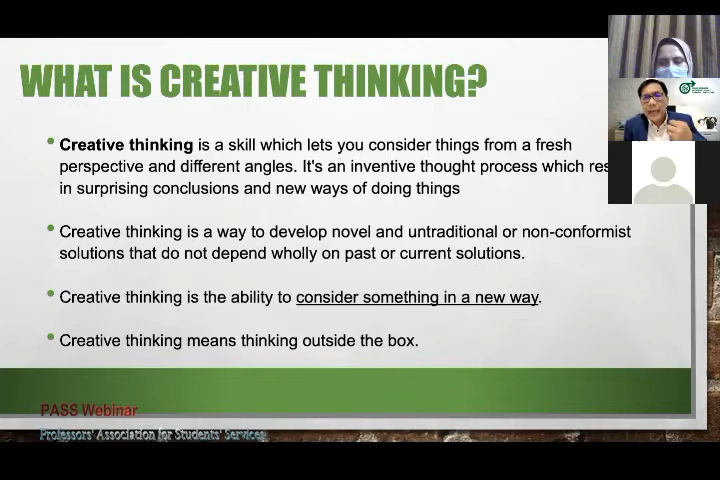 WHAT IS CREATIVE THINKING?
• Creative thinking is a skill which lets you consider things from a fresh
perspective and different angles. It's an inventive thought process which res
in surprising conclusions and new ways of doing things
• Creative thinking is a way to develop novel and untraditional or non-conformist
solutions that do not depend wholly on past or current solutions.
• Creative thinking is the ability to consider something in a new way.
• Creative thinking means thinking outside the box.
PASS Webinar
Professors' Association for Students' Services